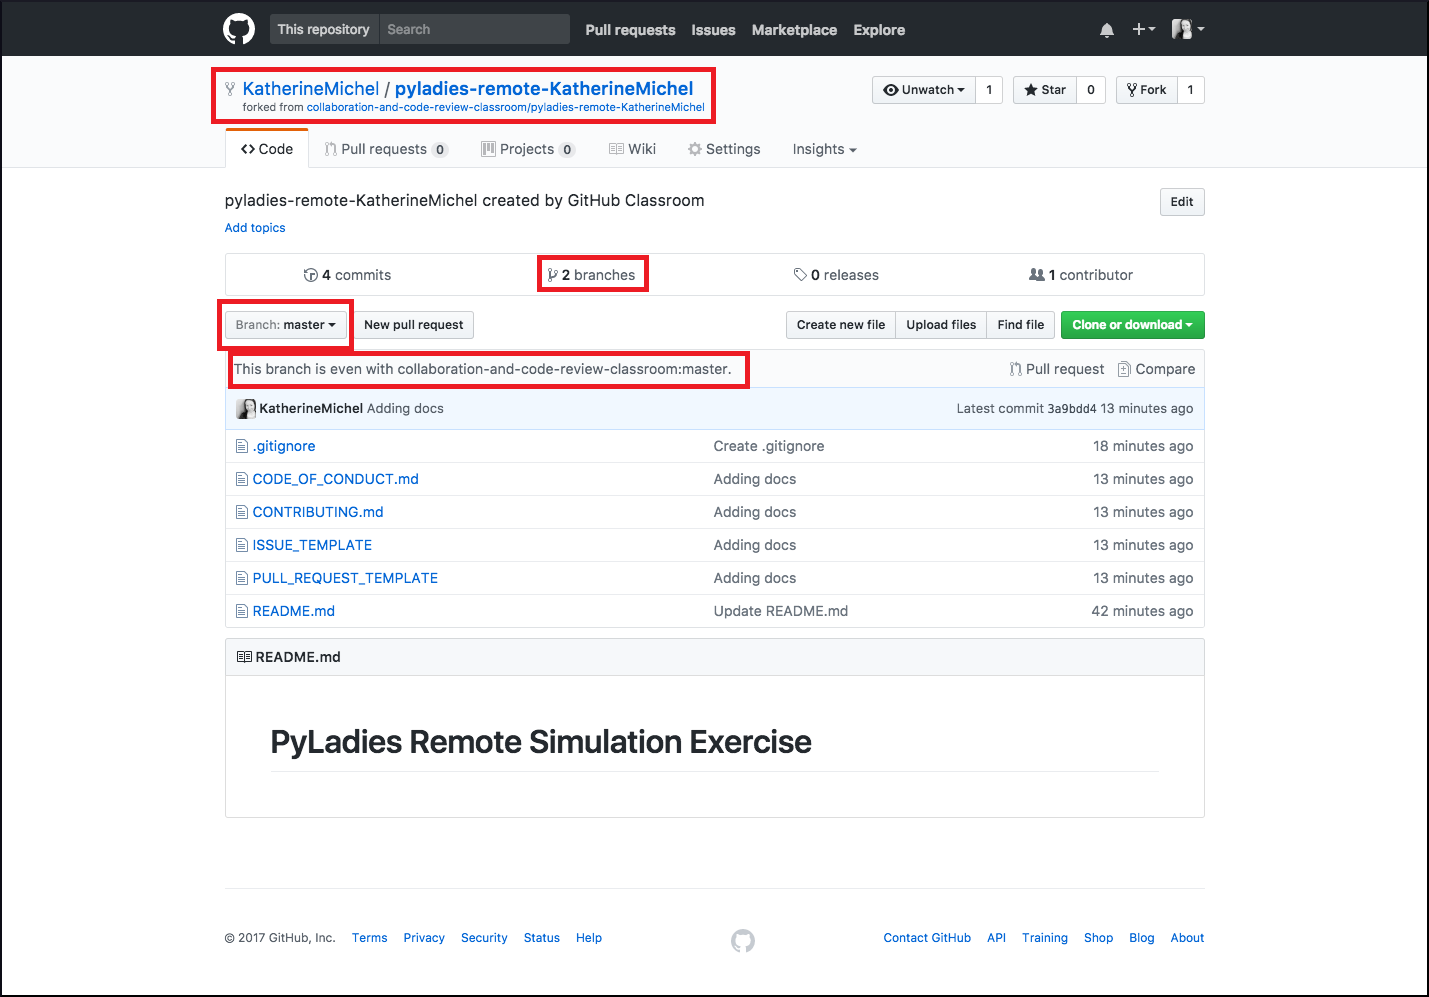 This repository Search Pull requests Issues Marketplace Explore
KatherineMichel / pyladies-remote-KatherineMichel Unwatch 1 Star 0 Fork 1
forked from collaboration-and-code-review-classroom/pyladies-remote-KatherineMichel
<> Code Pull requests 0 Projects 0 Wiki Settings Insights
pyladies-remote-KatherineMichel created by GitHub Classroom Edit
Add topics
4 commits 2 branches 0 releases 1 contributor
Branch: master New pull request Create new file Upload files Find file Clone or download
This branch is even with collaboration-and-code-review-classroom:master. Pull request Compare
KatherineMichel Adding docs Latest commit 3a9bdd4 13 minutes ago
.gitignore Create .gitignore 18 minutes ago
CODE_OF_CONDUCT.md Adding docs 13 minutes ago
CONTRIBUTING.md Adding docs 13 minutes ago
ISSUE_TEMPLATE Adding docs 13 minutes ago
PULL_REQUEST_TEMPLATE Adding docs 13 minutes ago
README.md Update README.md 42 minutes ago
README.md
PyLadies Remote Simulation Exercise
© 2017 GitHub, Inc. Terms Privacy Security Status Help Contact GitHub API Training Shop Blog About